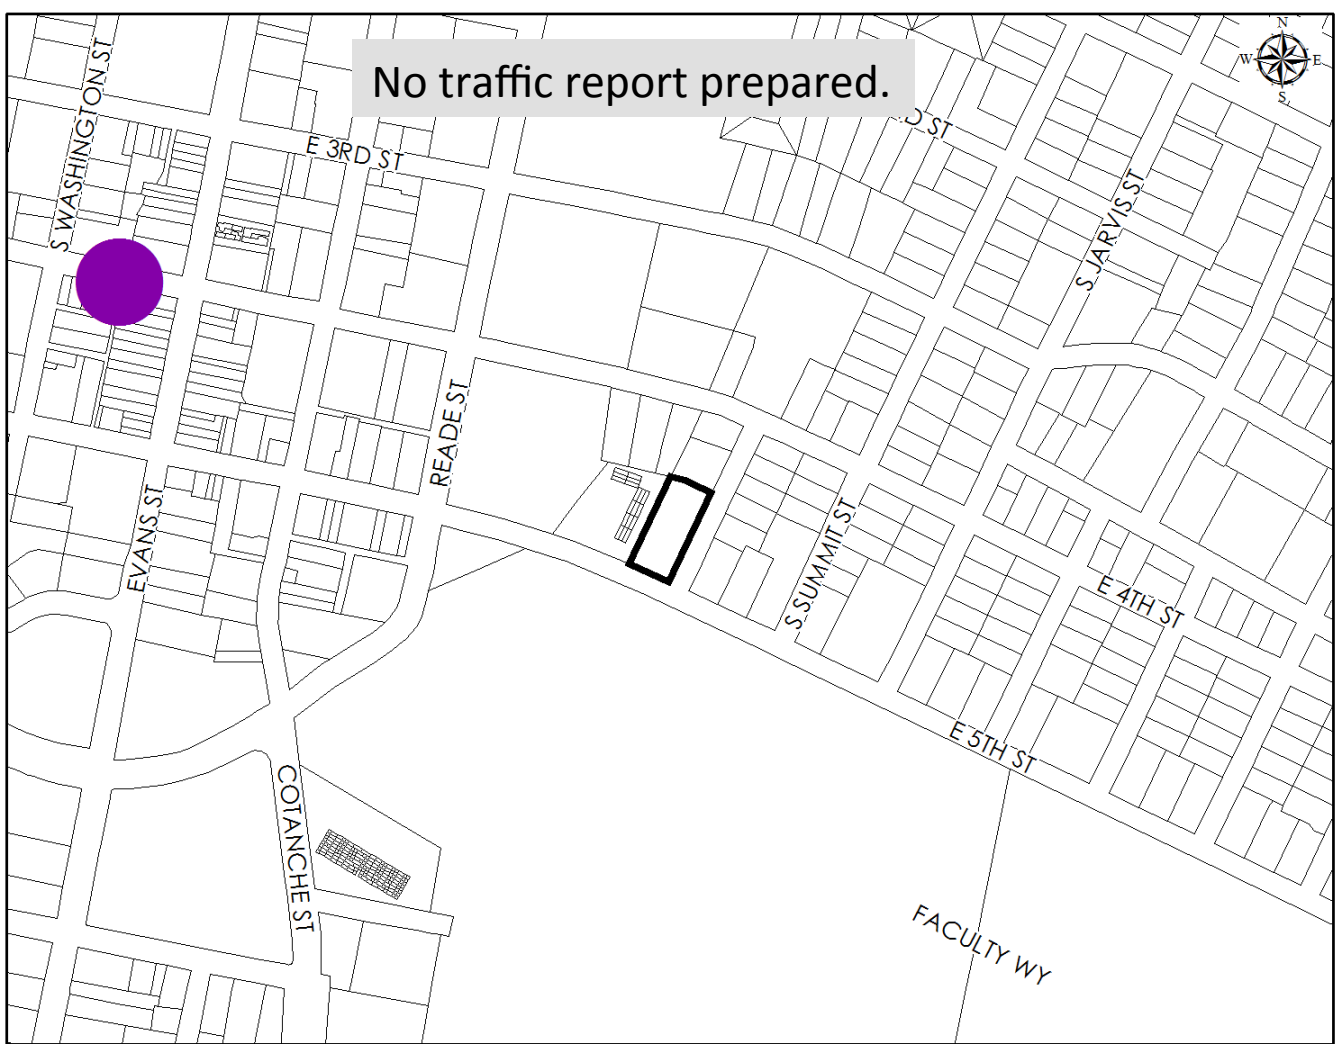 N
W E
S
No traffic report prepared.
S WASHINGTON ST
E 3RD ST
D ST
S JARVIS ST
READE ST
EVANS ST
S SUMMIT ST
E 4TH ST
E 5TH ST
COTANCHE ST
FACULTY WY